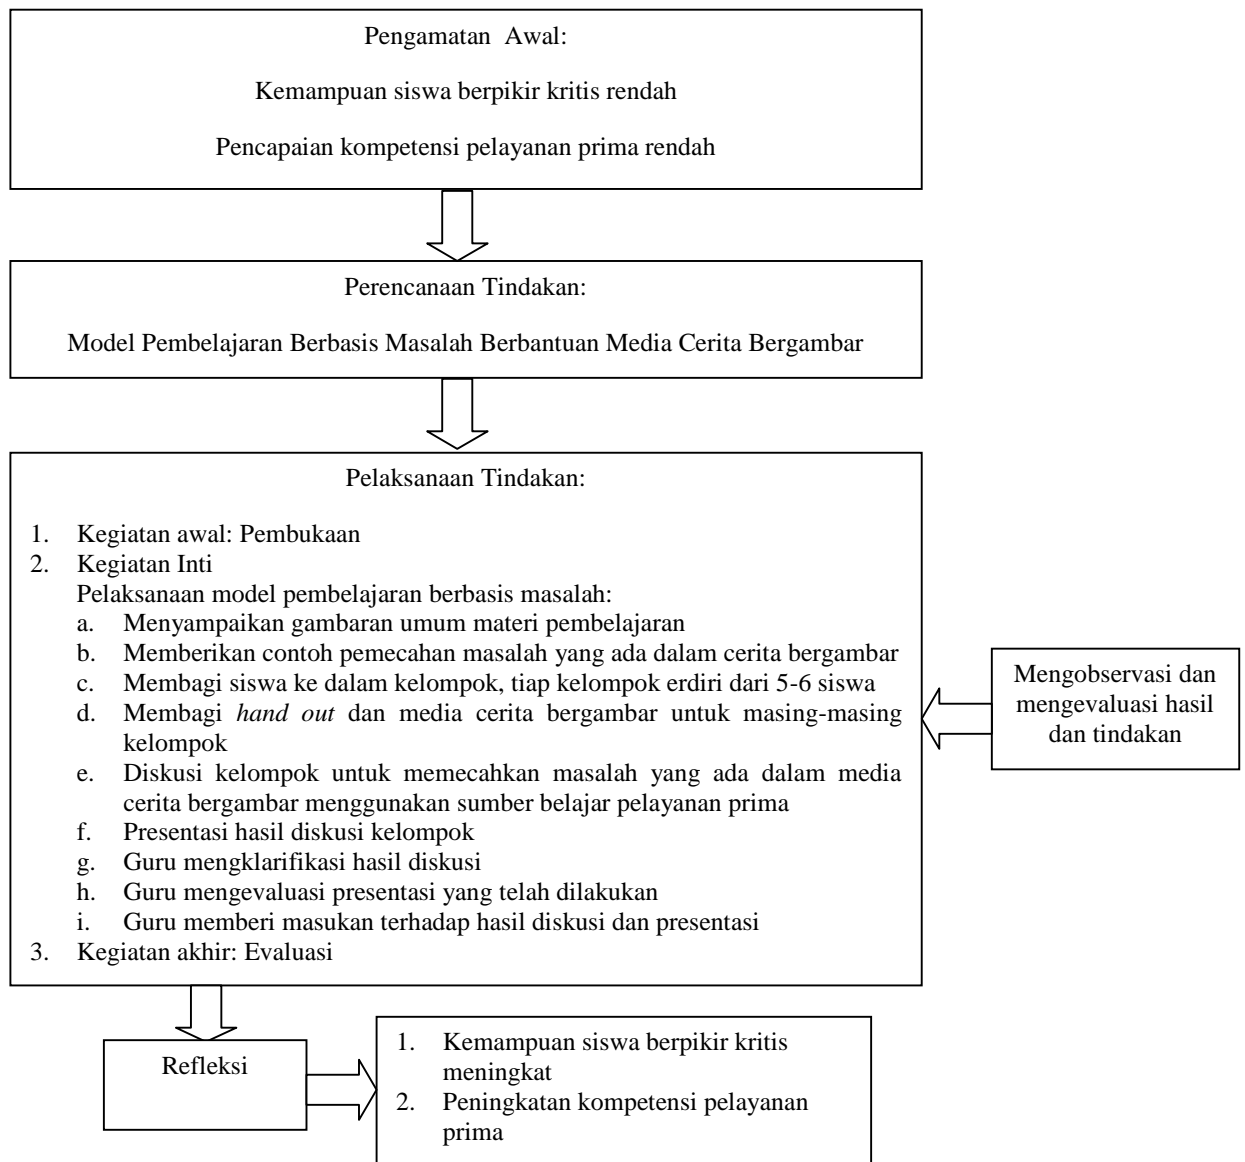 Pengamatan Awal:
Kemampuan siswa berpikir kritis rendah
Pencapaian kompetensi pelayanan prima rendah
Perencanaan Tindakan:
Model Pembelajaran Berbasis Masalah Berbantuan Media Cerita Bergambar
Pelaksanaan Tindakan:
1. Kegiatan awal: Pembukaan
2. Kegiatan Inti
Pelaksanaan model pembelajaran berbasis masalah:
a. Menyampaikan gambaran umum materi pembelajaran
b. Memberikan contoh pemecahan masalah yang ada dalam cerita bergambar
c. Membagi siswa ke dalam kelompok, tiap kelompok erdiri dari 5-6 siswa
d. Membagi hand out dan media cerita bergambar untuk masing-masing
kelompok
e. Diskusi kelompok untuk memecahkan masalah yang ada dalam media
cerita bergambar menggunakan sumber belajar pelayanan prima
f. Presentasi hasil diskusi kelompok
g. Guru mengklarifikasi hasil diskusi
h. Guru mengevaluasi presentasi yang telah dilakukan
i. Guru memberi masukan terhadap hasil diskusi dan presentasi
3. Kegiatan akhir: Evaluasi
Mengobservasi dan
mengevaluasi hasil
dan tindakan
Refleksi
1. Kemampuan siswa berpikir kritis
meningkat
2. Peningkatan kompetensi pelayanan
prima